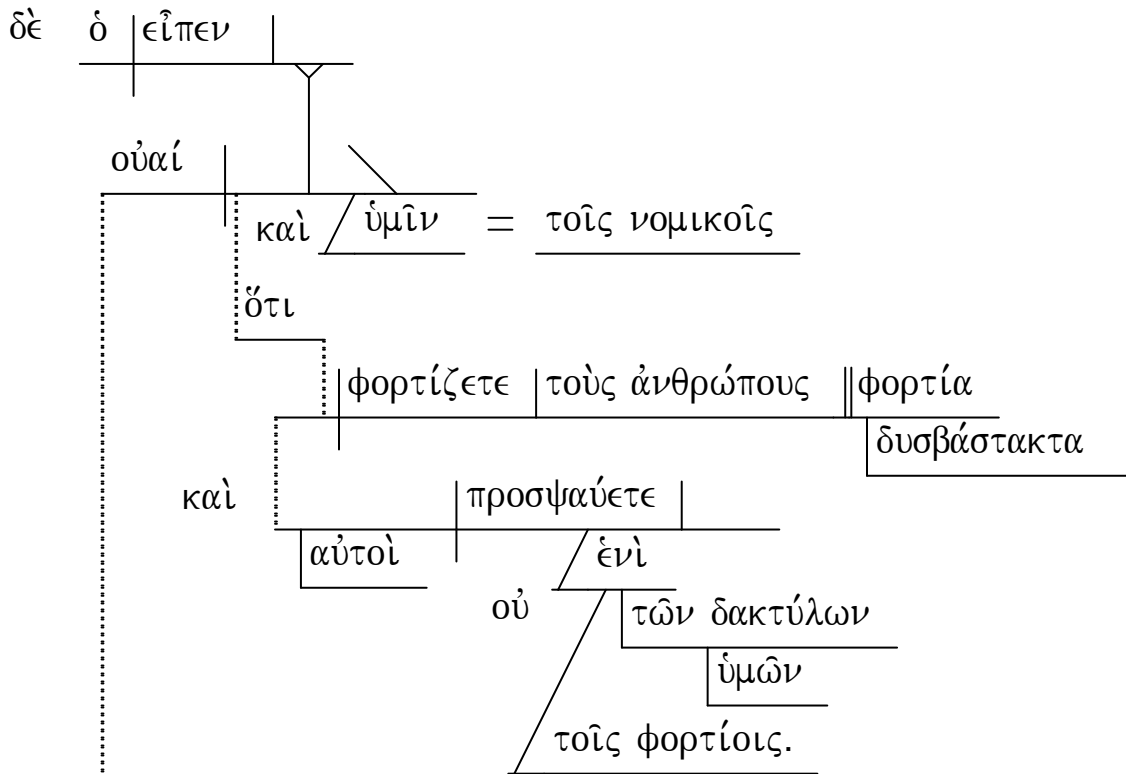 δὲ ὁ εἶπεν
οὐαί
καὶ ὑμῖν = τοῖς νομικοῖς
ὅτι
φορτίζετε τοὺς ἀνθρώπους φορτία
δυσβάστακτα
καὶ προσψαύετε
αὐτοὶ ἑνὶ
οὐ τῶν δακτύλων
ὑμῶν
τοῖς φορτίοις.